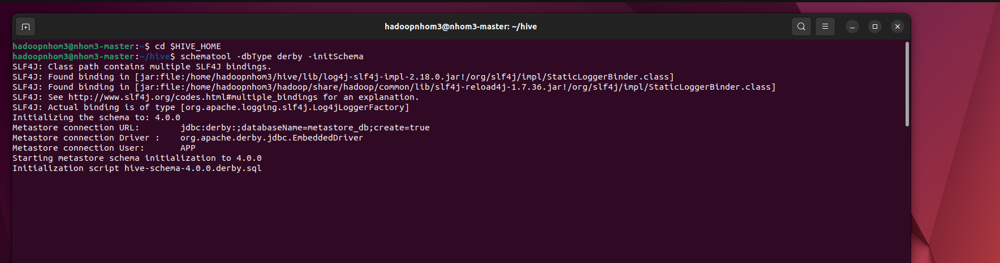 hadoopnhom3@nhom3-master: ~/hive
hadoopnhom3@nhom3-master:~$ cd $HIVE_HOME
hadoopnhom3@nhom3-master:~/hive$ schematool -dbType derby -initSchema
SLF4J: Class path contains multiple SLF4J bindings.
SLF4J: Found binding in [jar:file:/home/hadoopnhom3/hive/lib/log4j-slf4j-impl-2.18.0.jar!/org/slf4j/impl/StaticLoggerBinder.class]
SLF4J: Found binding in [jar:file:/home/hadoopnhom3/hadoop/share/hadoop/common/lib/slf4j-reload4j-1.7.36.jar!/org/slf4j/impl/StaticLoggerBinder.class]
SLF4J: See http://www.slf4j.org/codes.html#multiple_bindings for an explanation.
SLF4J: Actual binding is of type [org.apache.logging.slf4j.Log4jLoggerFactory]
Initializing the schema to: 4.0.0
Metastore connection URL:        jdbc:derby:;databaseName=metastore_db;create=true
Metastore connection Driver :    org.apache.derby.jdbc.EmbeddedDriver
Metastore connection User:       APP
Starting metastore schema initialization to 4.0.0
Initialization script hive-schema-4.0.0.derby.sql